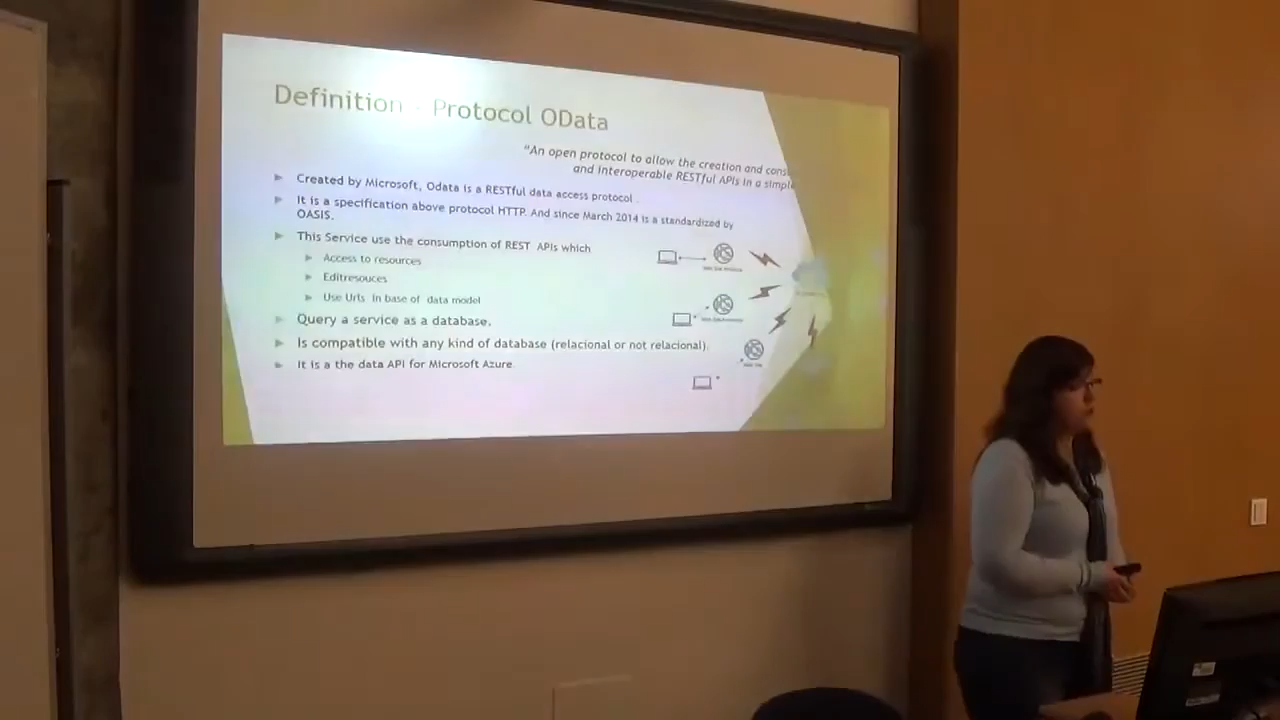 Definition - Protocol OData
"An open protocol to allow the creation and cons
and interoperable RESTful APIs in a simple
Created by Microsoft, Odata is a RESTful data access protocol .
It is a specification above protocol HTTP. And since March 2014 is a standardized by
OASIS.
This Service use the consumption of REST APIs which
Access to resources
Editresouces
Use Urls in base of data model
Query a service as a database.
Is compatible with any kind of database (relacional or not relacional).
It is a the data API for Microsoft Azure.